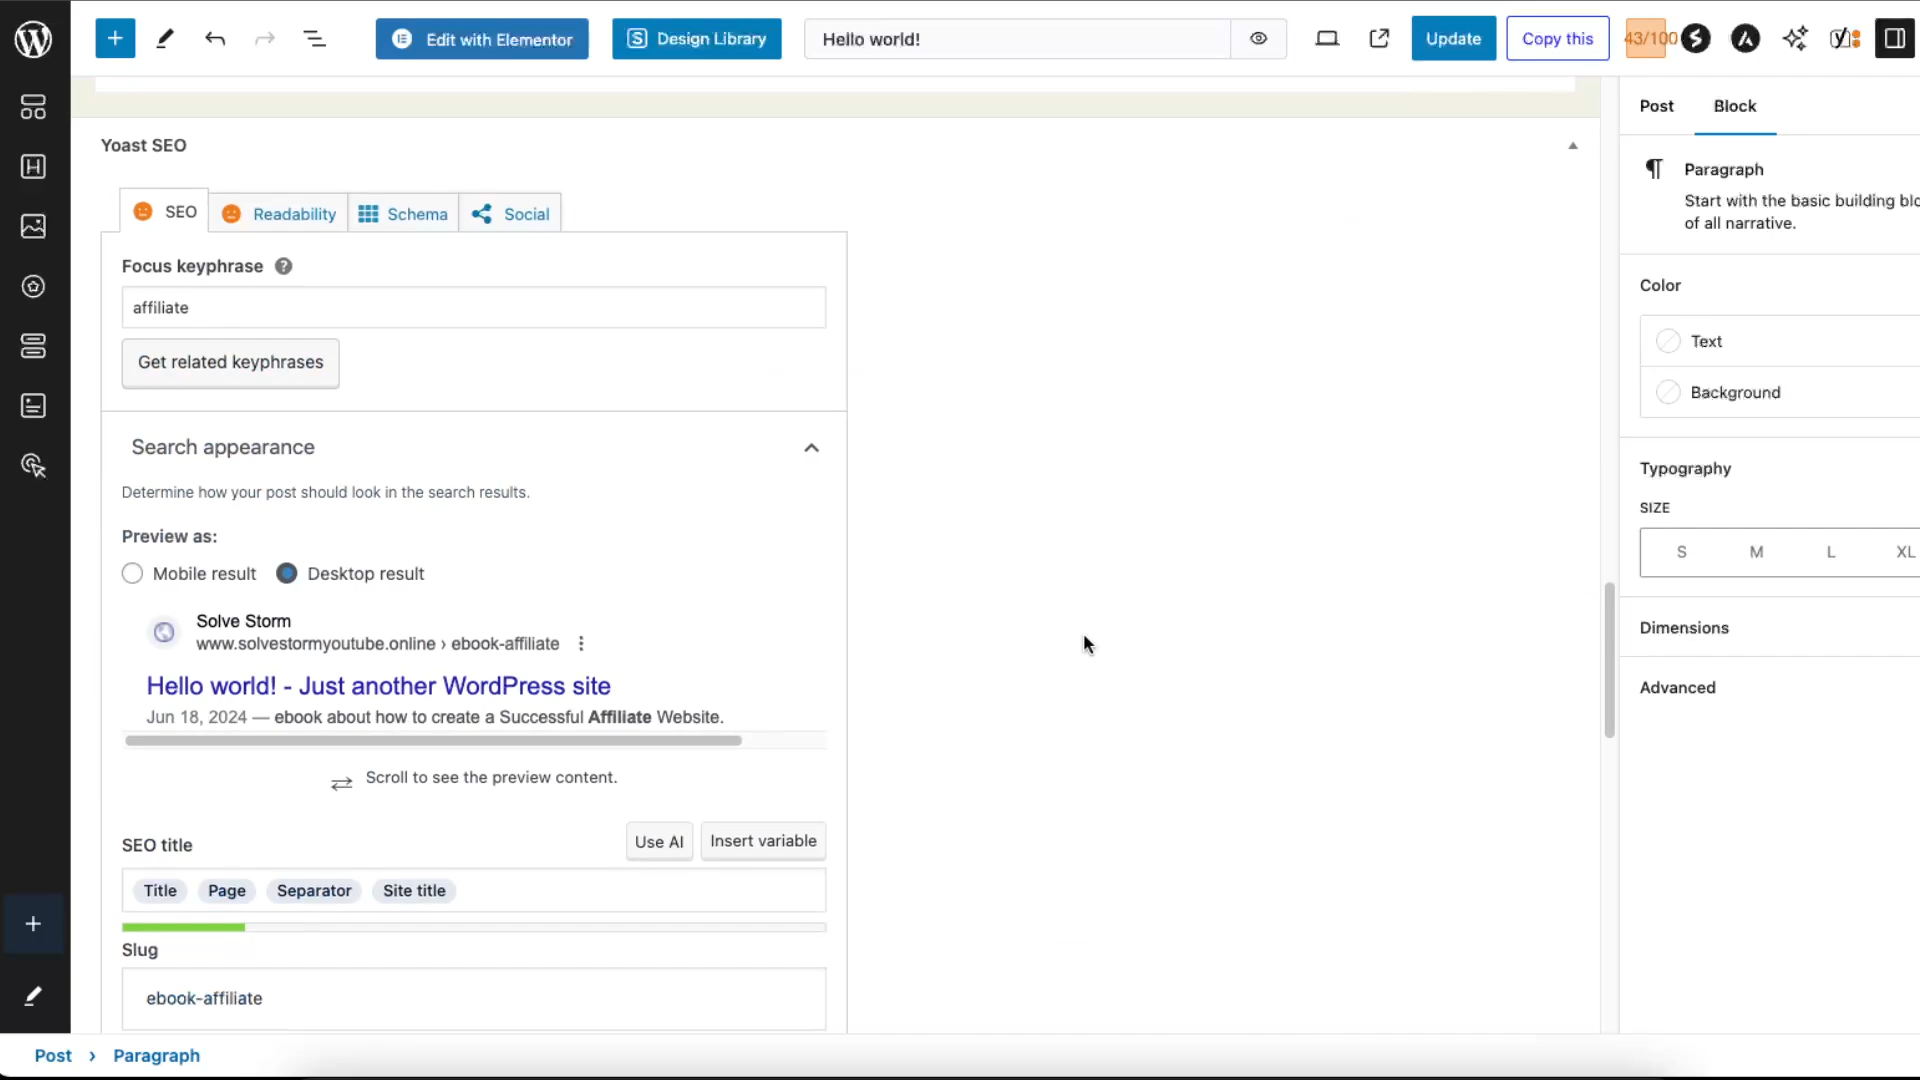 Edit with Elementor
Design Library
Hello world!
Update
Copy this
43/100
Yoast SEO
SEO
Readability
Schema
Social
Focus keyphrase
affiliate
Get related keyphrases
Search appearance
Determine how your post should look in the search results.
Preview as:
Mobile result
Desktop result
Solve Storm
www.solvestormyoutube.online › ebook-affiliate
Hello world! - Just another WordPress site
Jun 18, 2024 — ebook about how to create a Successful Affiliate Website.
Scroll to see the preview content.
SEO title
Use AI
Insert variable
Title Page Separator Site title
Slug
ebook-affiliate
Post › Paragraph
Post
Block
Paragraph
Start with the basic building blo
of all narrative.
Color
Text
Background
Typography
SIZE
S M L XL
Dimensions
Advanced